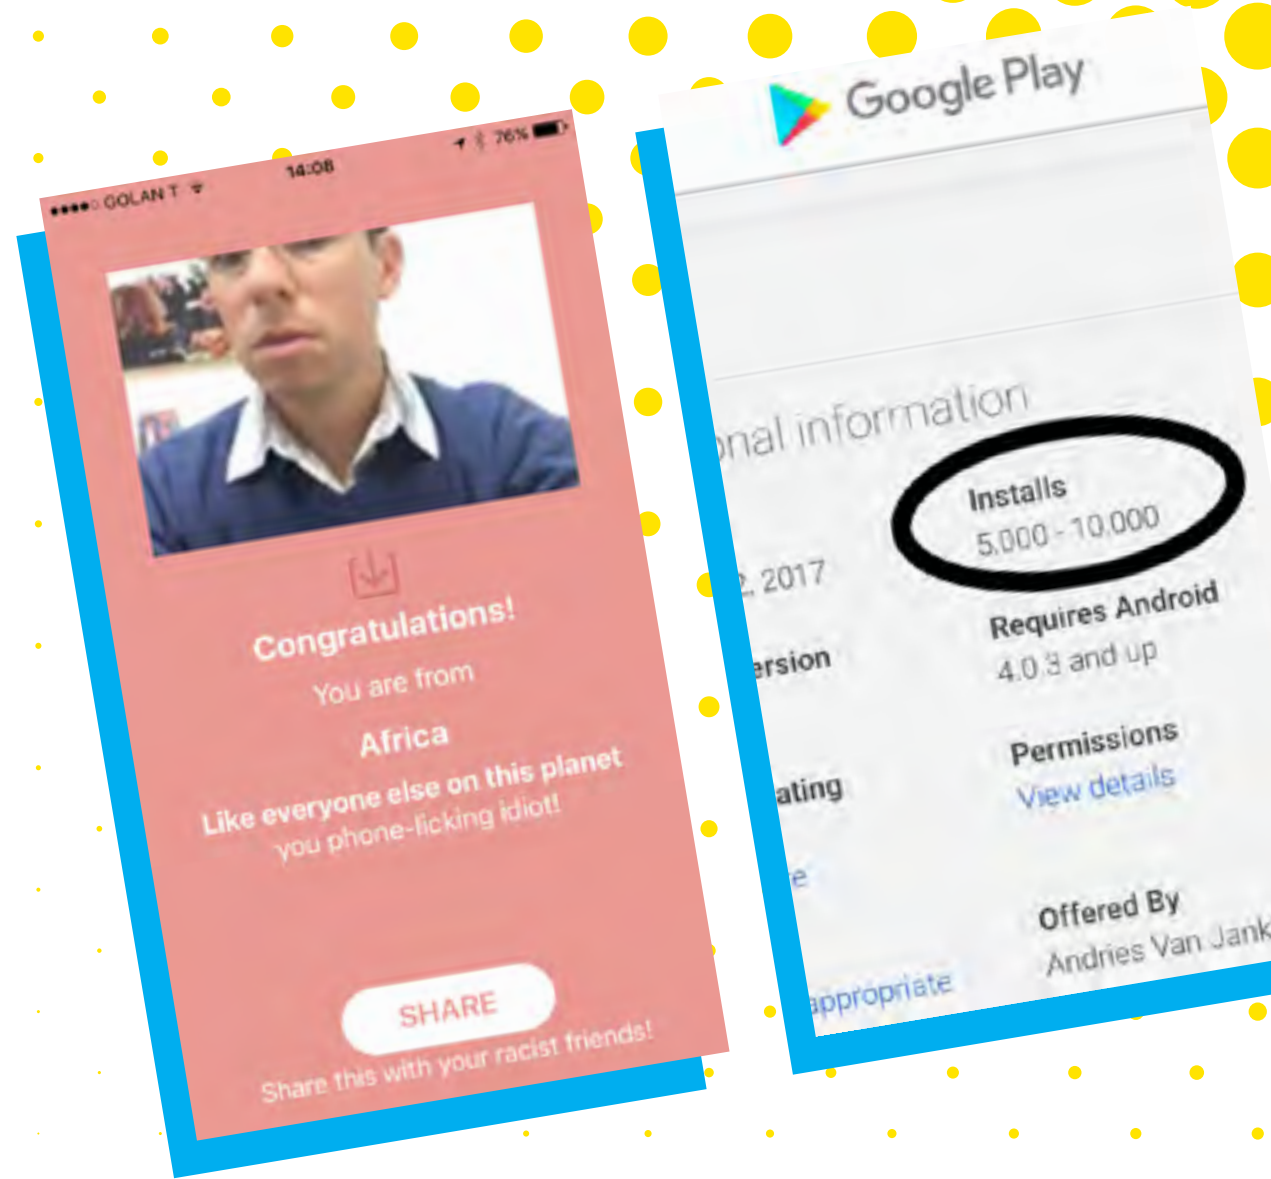 GOLAN T
14:08
76%
Congratulations!
You are from
Africa
Like everyone else on this planet
you phone-licking idiot!
SHARE
Share this with your racist friends!
Google Play
onal information
Installs
5,000 - 10,000
2, 2017
Requires Android
4.0.3 and up
ersion
Permissions
View details
ating
e
Offered By
Andries Van Jank
appropriate